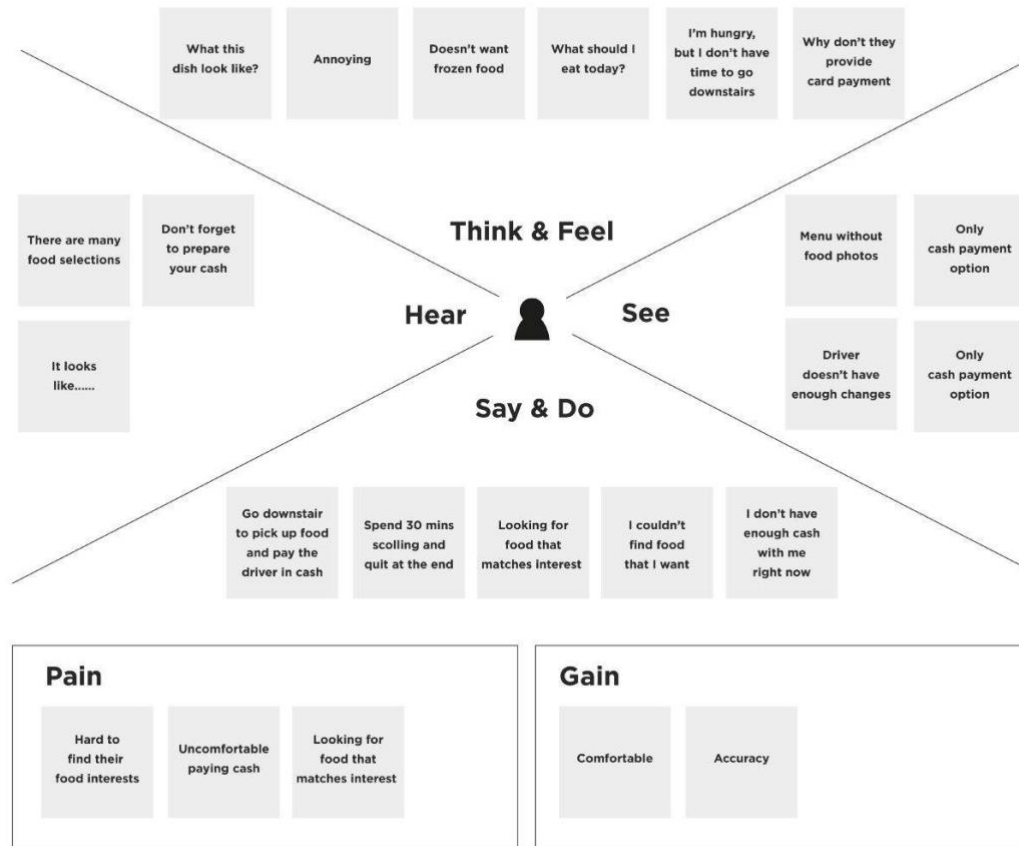 What this
dish look like?
Annoying
Doesn't want
frozen food
What should I
eat today?
I'm hungry,
but I don't have
time to go
downstairs
Why don't they
provide
card payment
Think & Feel
There are many
food selections
Don't forget
to prepare
your cash
It looks
like......
Hear
See
Menu without
food photos
Only
cash payment
option
Driver
doesn't have
enough changes
Only
cash payment
option
Say & Do
Go downstair
to pick up food
and pay the
driver in cash
Spend 30 mins
scolling and
quit at the end
Looking for
food that
matches interest
I couldn't
find food
that I want
I don't have
enough cash
with me
right now
Pain
Hard to
find their
food interests
Uncomfortable
paying cash
Looking for
food that
matches interest
Gain
Comfortable
Accuracy